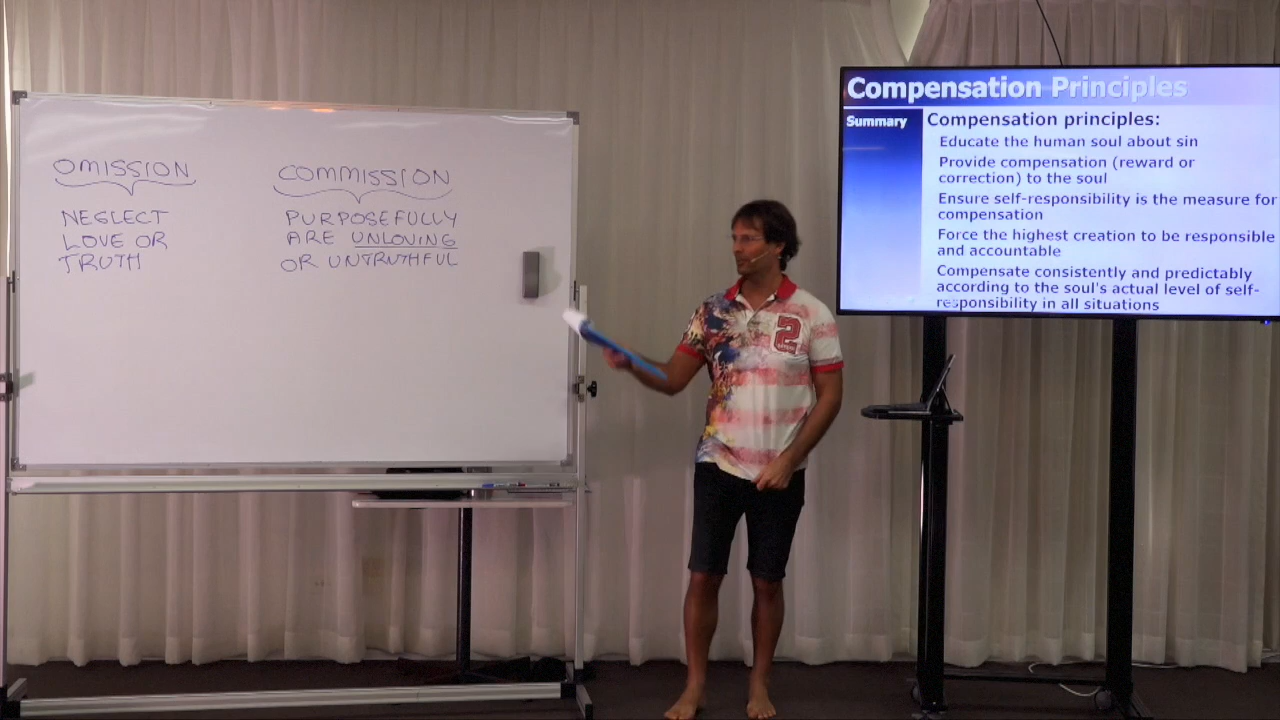 OMISSION
NEGLECT
LOVE OR
TRUTH
COMMISSION
PURPOSEFULLY
ARE UNLOVING
OR UNTRUTHFUL
2
Compensation Principles
Summary
Compensation principles:
Educate the human soul about sin
Provide compensation (reward or
correction) to the soul
Ensure self-responsibility is the measure for
compensation
Force the highest creation to be responsible
and accountable
Compensate consistently and predictably
according to the soul's actual level of self-
responsibility in all situations